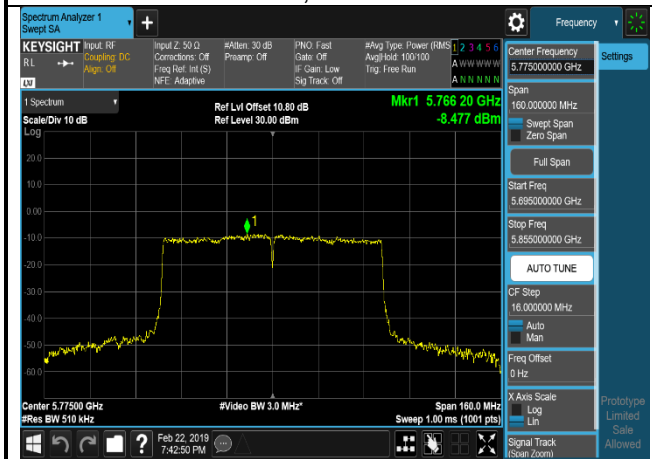 Spectrum Analyzer 1
Swept SA
+
Frequency
KEYSIGHT
RL
LXI
Input: RF
Coupling: DC
Align: Off
Input Z: 50 Ω
Corrections: Off
Freq Ref: Int (S)
NFE: Adaptive
#Atten: 30 dB
Preamp: Off
PNO: Fast
Gate: Off
IF Gain: Low
Sig Track: Off
#Avg Type: Power (RMS
Avg|Hold: 100/100
Trig: Free Run
1 2 3 4 5 6
A W W W W W
A N N N N N
1 Spectrum
Scale/Div 10 dB
Log
Ref Lvl Offset 10.80 dB
Ref Level 30.00 dBm
Mkr1 5.766 20 GHz
-8.477 dBm
20.0
10.0
0.00
-10.0
-20.0
-30.0
-40.0
-50.0
-60.0
1
Center 5.77500 GHz
#Res BW 510 kHz
#Video BW 3.0 MHz*
Span 160.0 MHz
Sweep 1.00 ms (1001 pts)
?
Feb 22, 2019
7:42:50 PM
Center Frequency
5.775000000 GHz
Span
160.000000 MHz
Swept Span
Zero Span
Full Span
Start Freq
5.695000000 GHz
Stop Freq
5.855000000 GHz
AUTO TUNE
CF Step
16.000000 MHz
Auto
Man
Freq Offset
0 Hz
X Axis Scale
Log
Lin
Signal Track
(Span Zoom)
Settings
Prototype
Limited
Sale
Allowed